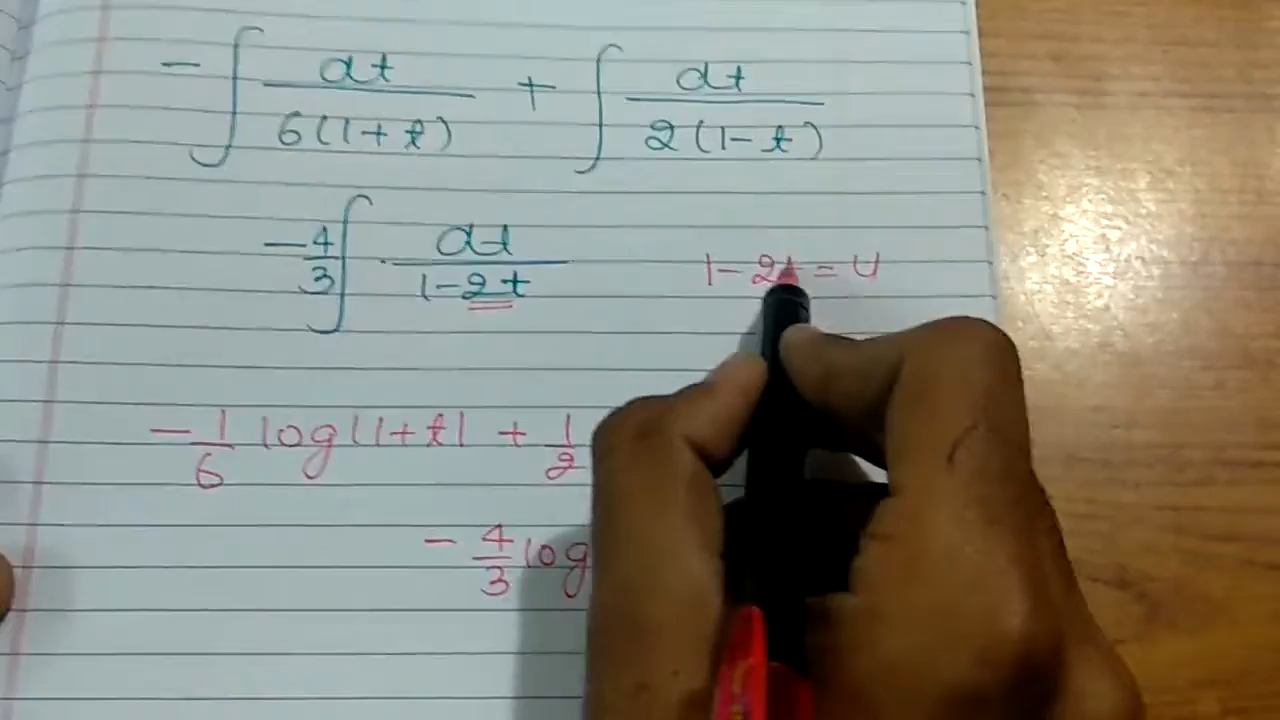 - ∫ dt / 6(1+t) + ∫ dt / 2(1-t)
-4/3 ∫ dt / 1-2t
1-2t = u
-1/6 log|1+t| + 1/2
- 4/3 log